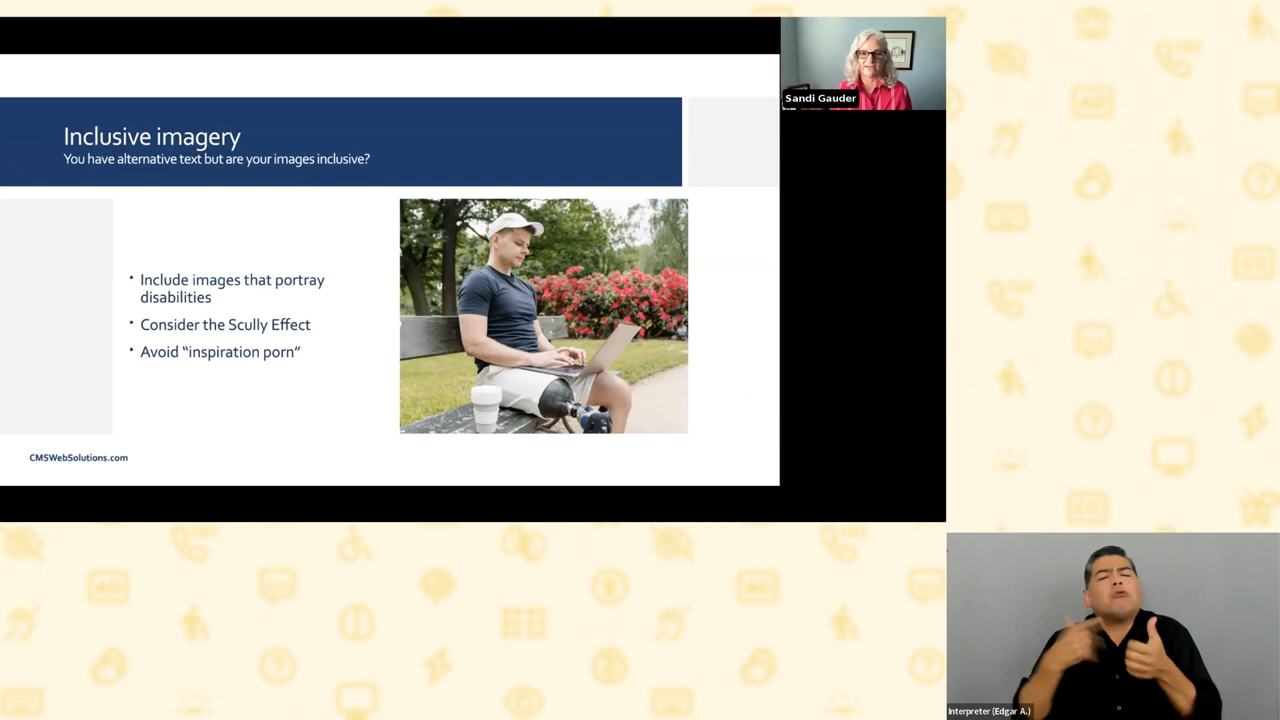 Inclusive imagery
You have alternative text but are your images inclusive?
• Include images that portray
disabilities
• Consider the Scully Effect
• Avoid “inspiration porn”
CMSWebSolutions.com
Sandi Gauder
Interpreter (Edgar A.)